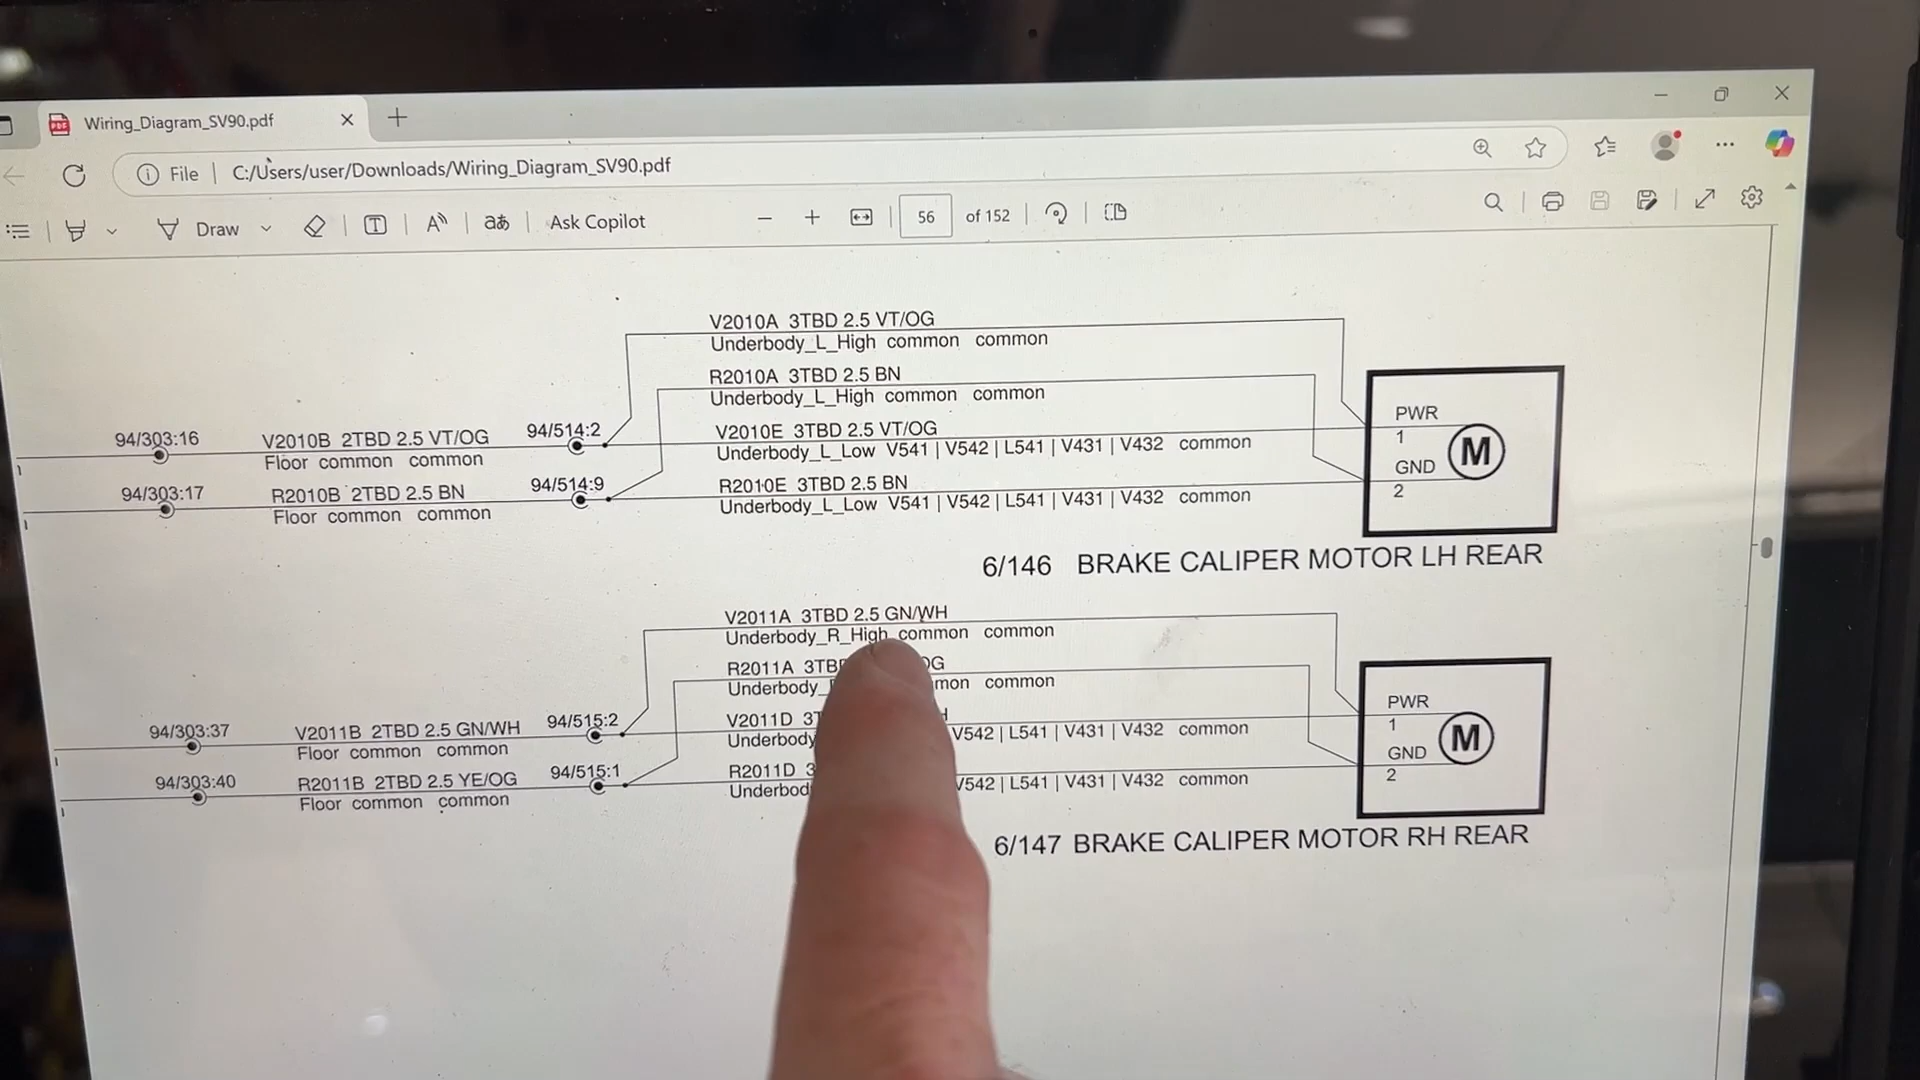 Wiring_Diagram_SV90.pdf
File | C:/Users/user/Downloads/Wiring_Diagram_SV90.pdf
Draw
Ask Copilot
56 of 152
V2010A 3TBD 2.5 VT/OG
Underbody_L_High common common
R2010A 3TBD 2.5 BN
Underbody_L_High common common
94/303:16
V2010B 2TBD 2.5 VT/OG
Floor common common
94/514:2
V2010E 3TBD 2.5 VT/OG
Underbody_L_Low V541 | V542 | L541 | V431 | V432 common
94/303:17
R2010B 2TBD 2.5 BN
Floor common common
94/514:9
R2010E 3TBD 2.5 BN
Underbody_L_Low V541 | V542 | L541 | V431 | V432 common
PWR
1
GND
2
M
6/146 BRAKE CALIPER MOTOR LH REAR
V2011A 3TBD 2.5 GN/WH
Underbody_R_High common common
R2011A
common
94/303:37
V2011B 2TBD 2.5 GN/WH
Floor common common
94/515:2
V2011D
V542 | L541 | V431 | V432 common
94/303:40
R2011B 2TBD 2.5 YE/OG
Floor common common
94/515:1
R2011D
V542 | L541 | V431 | V432 common
PWR
1
GND
2
M
6/147 BRAKE CALIPER MOTOR RH REAR